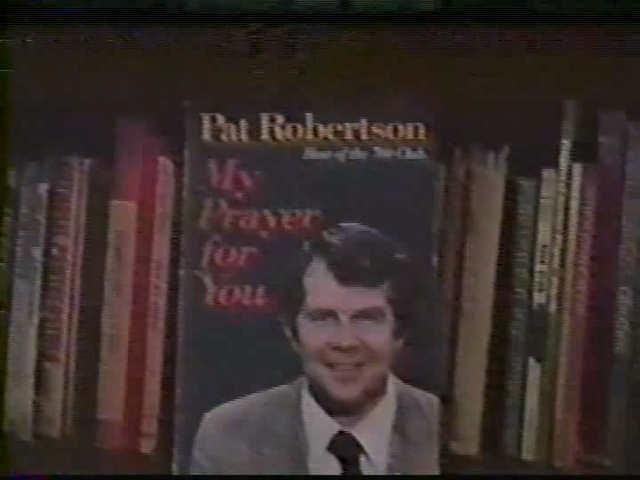 Pat Robertson
Host of the 700 Club
My
Prayer
for
You